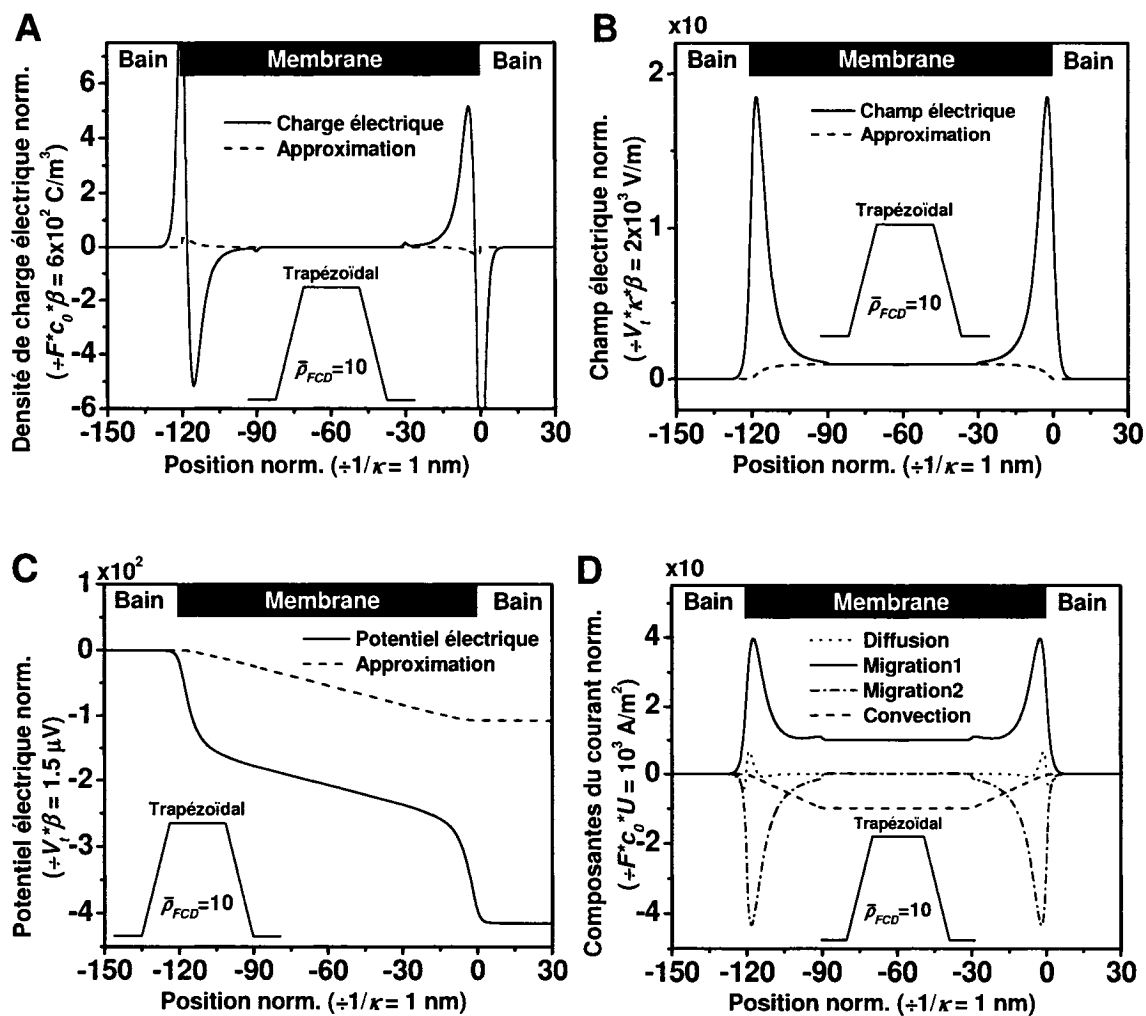 A
Bain
Membrane
Bain
Charge électrique
Approximation
Trapézoïdal
ρ̄FCD=10
Densité de charge électrique norm.
(÷F*c0*β = 6x10² C/m³)
6
4
2
0
-2
-4
-6
-150 -120 -90 -60 -30 0 30
Position norm. (÷1/κ = 1 nm)
B
x10
Bain
Membrane
Bain
Champ électrique
Approximation
Trapézoïdal
ρ̄FCD=10
Champ électrique norm.
(÷Vt*κ*β = 2x10³ V/m)
2
1
0
-150 -120 -90 -60 -30 0 30
Position norm. (÷1/κ = 1 nm)
C
x10²
Bain
Membrane
Bain
Potentiel électrique
Approximation
Trapézoïdal
ρ̄FCD=10
Potentiel électrique norm.
(÷Vt*β = 1.5 µV)
1
0
-1
-2
-3
-4
-150 -120 -90 -60 -30 0 30
Position norm. (÷1/κ = 1 nm)
D
x10
Bain
Membrane
Bain
Diffusion
Migration1
Migration2
Convection
Trapézoïdal
ρ̄FCD=10
Composantes du courant norm.
(÷F*c0*U = 10³ A/m²)
4
2
0
-2
-4
-150 -120 -90 -60 -30 0 30
Position norm. (÷1/κ = 1 nm)